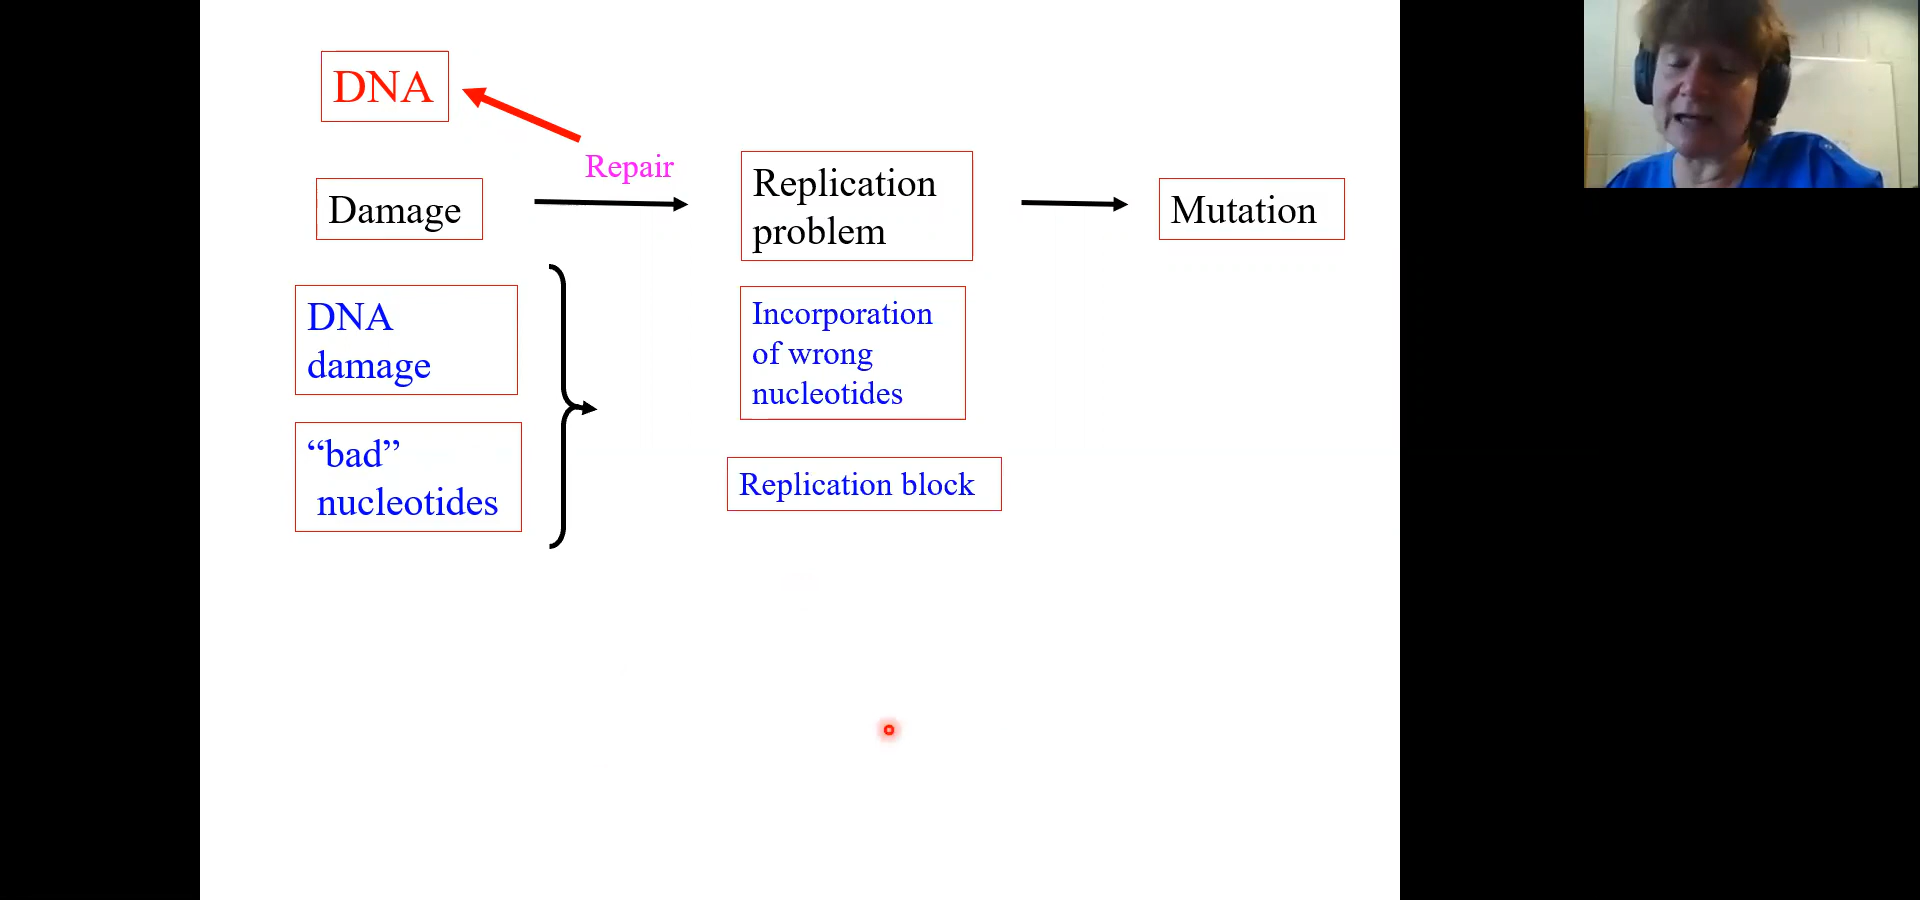 DNA
Repair
Damage
Replication
problem
Mutation
DNA
damage
Incorporation
of wrong
nucleotides
“bad”
nucleotides
Replication block